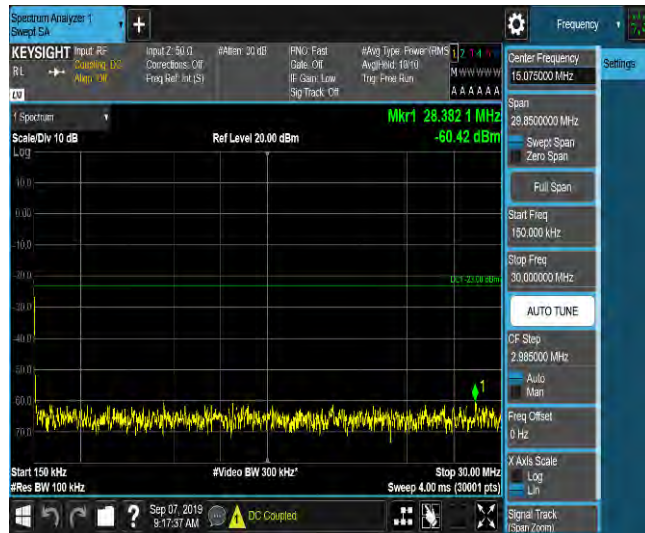 Spectrum Analyzer 1
Swept SA
Frequency
KEYSIGHT
RL
Input: RF
Coupling: DC
Align: Off
Input Z: 50 Ω
Corrections: Off
Freq Ref: Int (S)
#Atten: 30 dB
PNO: Fast
Gate: Off
IF Gain: Low
Sig Track: Off
#Avg Type: Power (RMS
Avg|Hold: 10/10
Trig: Free Run
1 2 3 4
M W W W W W
A A A A A A
LV
1 Spectrum
Scale/Div 10 dB
Log
Ref Level 20.00 dBm
Mkr1 28.382 1 MHz
-60.42 dBm
10.0
0.00
-10.0
-20.0
-30.0
-40.0
-50.0
-60.0
-70.0
DL1 -23.00 dBm
1
Start 150 kHz
#Res BW 100 kHz
#Video BW 300 kHz*
Stop 30.00 MHz
Sweep 4.00 ms (30001 pts)
Sep 07, 2019
9:17:37 AM
DC Coupled
Center Frequency
15.075000 MHz
Settings
Span
29.8500000 MHz
Swept Span
Zero Span
Full Span
Start Freq
150.000 kHz
Stop Freq
30.000000 MHz
AUTO TUNE
CF Step
2.985000 MHz
Auto
Man
Freq Offset
0 Hz
X Axis Scale
Log
Lin
Signal Track
(Span Zoom)